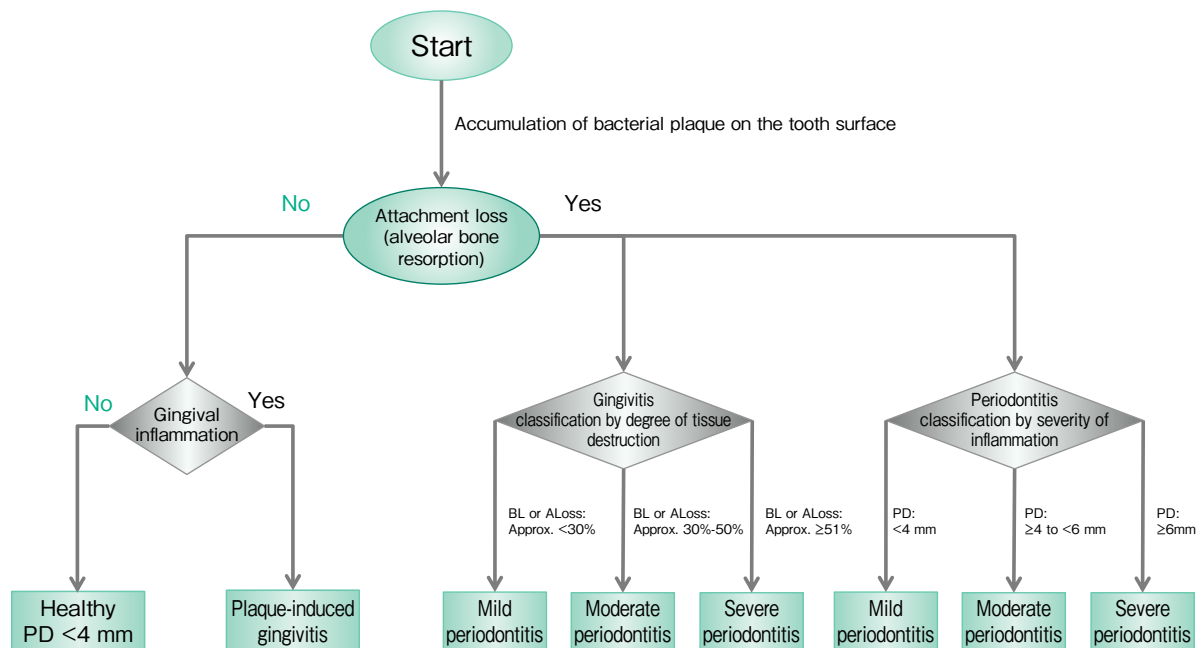 Start
Accumulation of bacterial plaque on the tooth surface
No
Attachment loss
(alveolar bone
resorption)
Yes
No
Gingival
inflammation
Yes
Gingivitis
classification by degree of tissue
destruction
Periodontitis
classification by severity of
inflammation
BL or ALoss:
Approx. <30%
BL or ALoss:
Approx. 30%-50%
BL or ALoss:
Approx. ≥51%
PD:
<4 mm
PD:
≥4 to <6 mm
PD:
≥6mm
Healthy
PD <4 mm
Plaque-induced
gingivitis
Mild
periodontitis
Moderate
periodontitis
Severe
periodontitis
Mild
periodontitis
Moderate
periodontitis
Severe
periodontitis